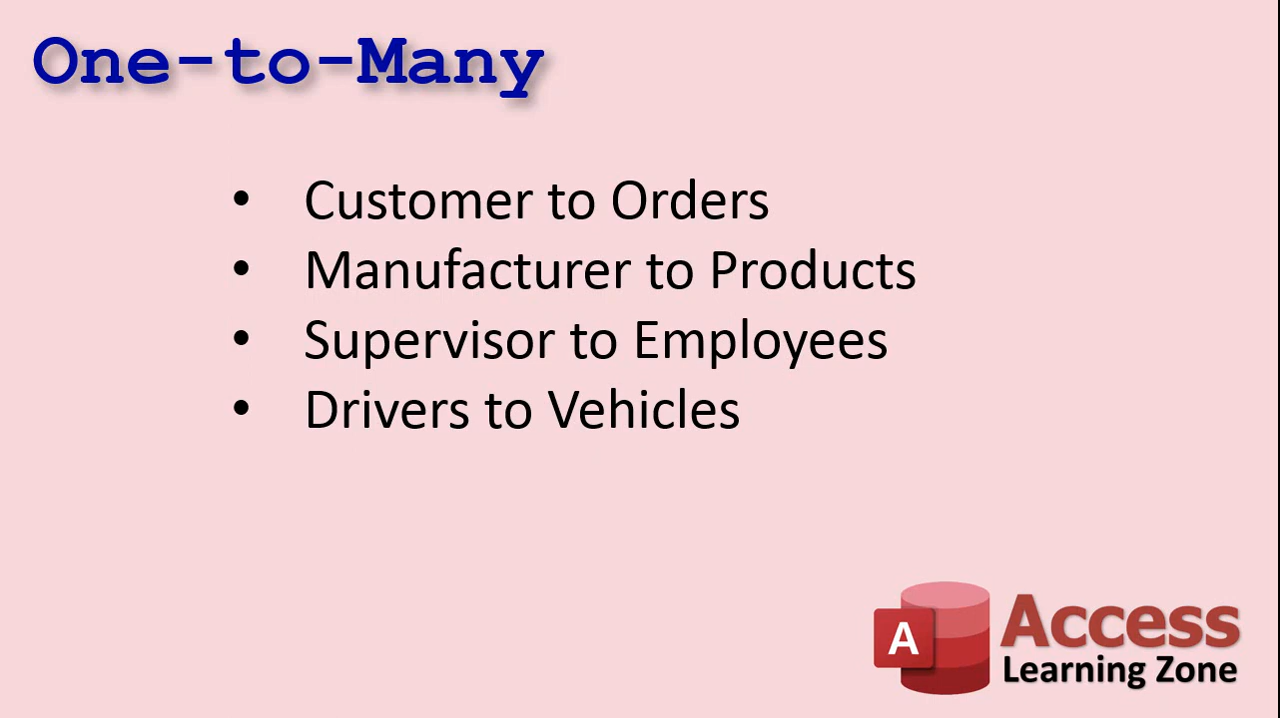 One-to-Many
• Customer to Orders
• Manufacturer to Products
• Supervisor to Employees
• Drivers to Vehicles
A
Access
Learning Zone